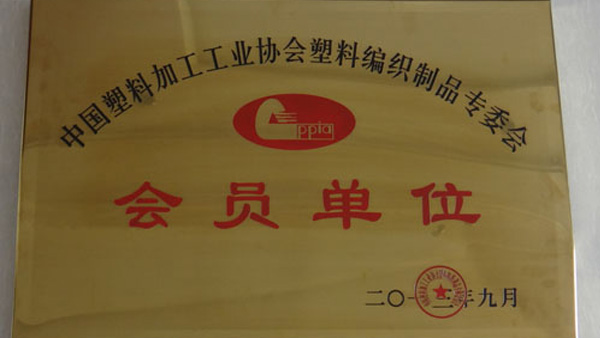 中国塑料加工工业协会塑料编织制品专委会
Cppia
会员单位
二〇一三年九月